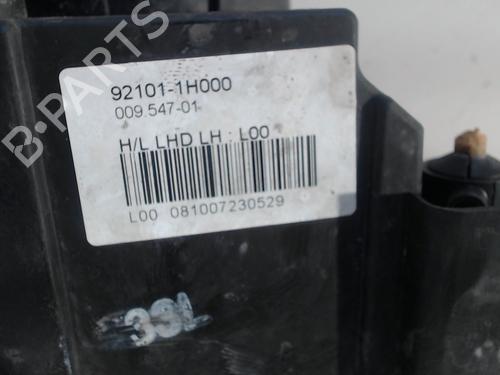 B-PARTS
92101-1H000
009.547-01
H/L LHD LH : L00
L00 081007230529